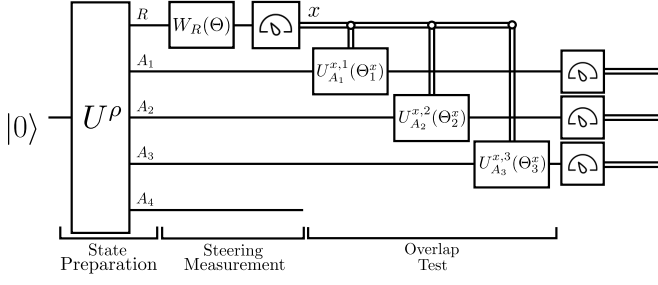 R
W_R(Θ)
x
A_1
U^{x,1}_{A_1}(Θ^x_1)
|0⟩
U^ρ
A_2
U^{x,2}_{A_2}(Θ^x_2)
A_3
U^{x,3}_{A_3}(Θ^x_3)
A_4
State
Preparation
Steering
Measurement
Overlap
Test